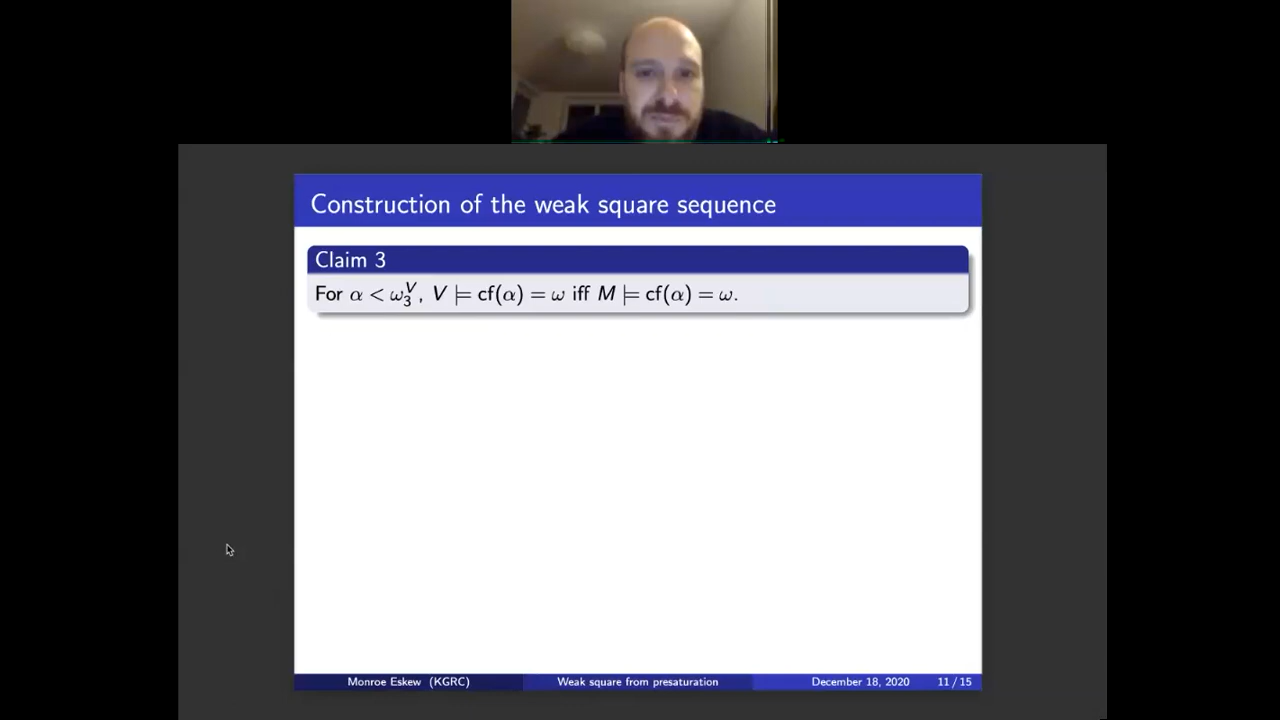 Construction of the weak square sequence
Claim 3
For α < ω₃ⱽ, V ⊨ cf(α) = ω iff M ⊨ cf(α) = ω.
Monroe Eskew (KGRC) Weak square from presaturation December 18, 2020 11 / 15